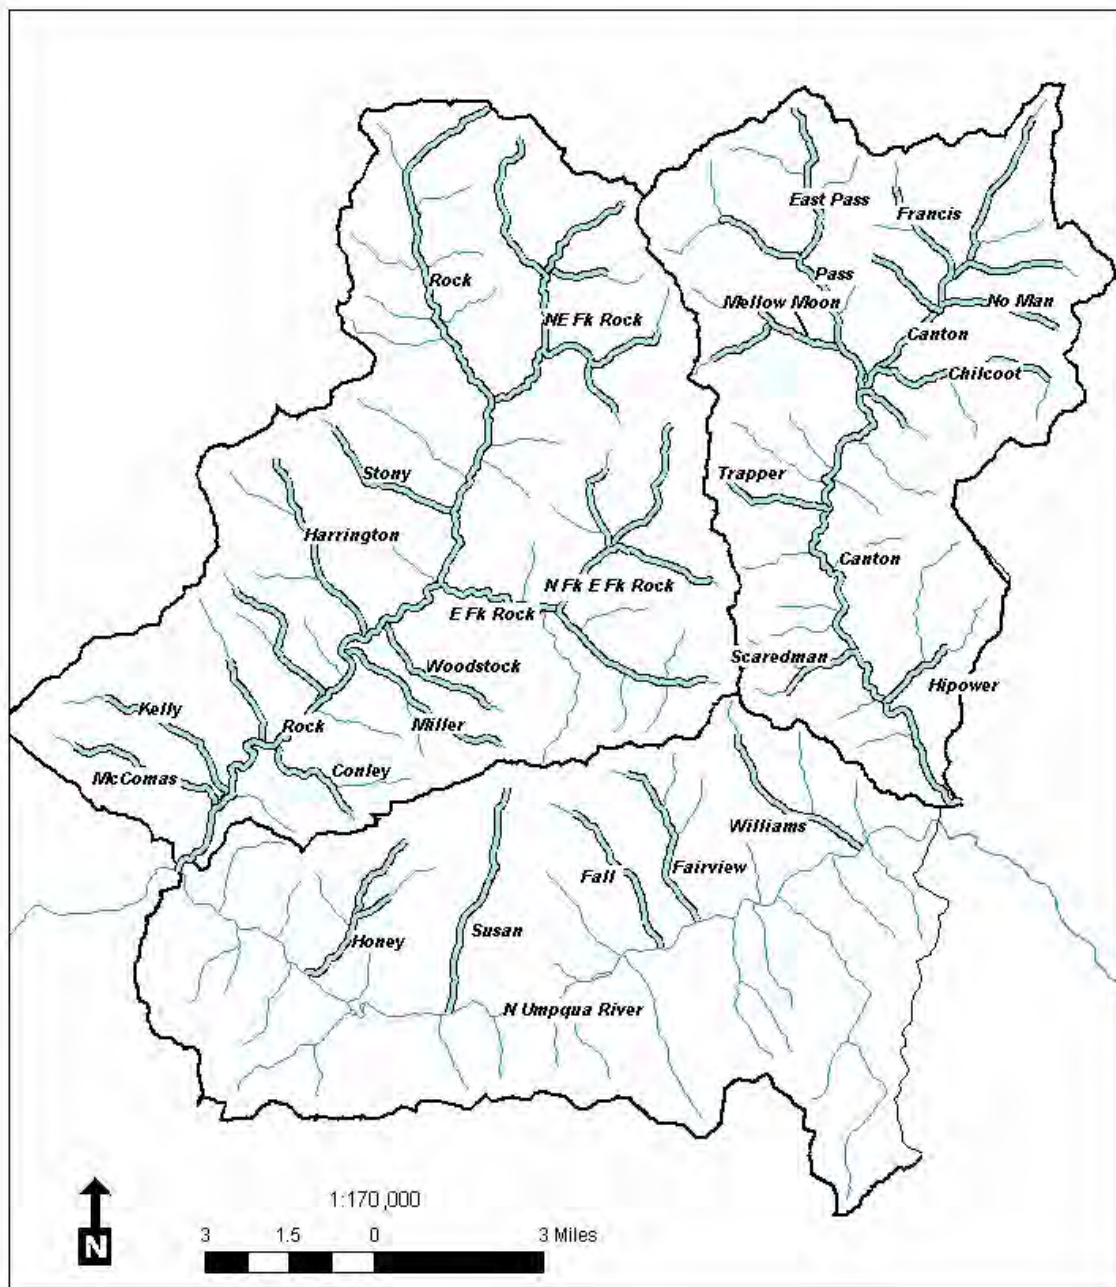 East Pass
Francis
Rock
Pass
Mellow Moon
No Man
NE Fk Rock
Canton
Chilcoot
Stony
Trapper
Harrington
Canton
N Fk E Fk Rock
E Fk Rock
Scaredman
Woodstock
Hipower
Kelly
Rock
Miller
McComas
Conley
Williams
Fairview
Fall
Susan
Honey
N Umpqua River
1:170,000
3 1.5 0 3 Miles
N